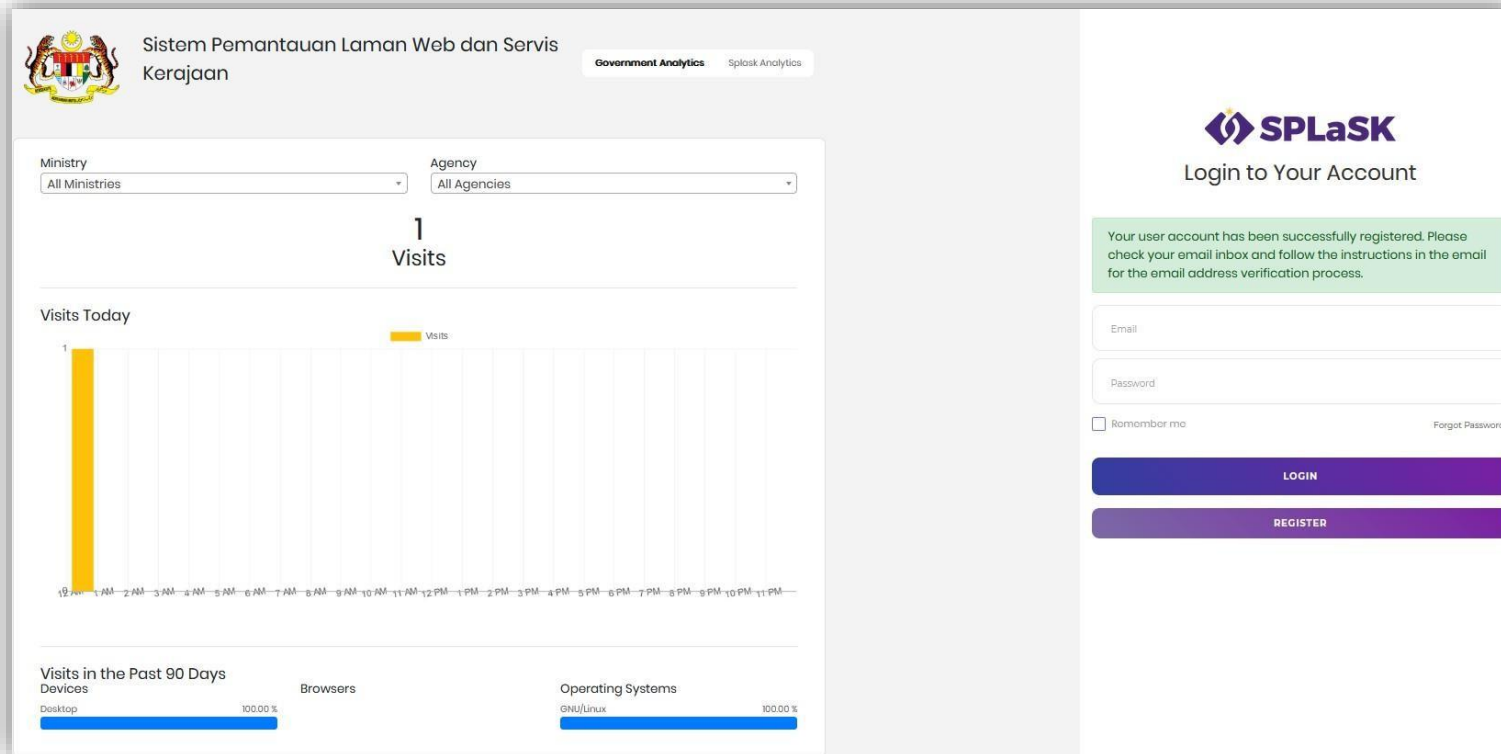 Sistem Pemantauan Laman Web dan Servis
Kerajaan
Government Analytics Splask Analytics
Ministry
Agency
All Ministries
All Agencies
1
Visits
Visits Today
Visits
1
0
12 AM 1 AM 2 AM 3 AM 4 AM 5 AM 6 AM 7 AM 8 AM 9 AM 10 AM 11 AM 12 PM 1 PM 2 PM 3 PM 4 PM 5 PM 6 PM 7 PM 8 PM 9 PM 10 PM 11 PM
Visits in the Past 90 Days
Devices
Browsers
Operating Systems
Desktop 100.00 %
GNU/Linux 100.00 %
SPLaSK
Login to Your Account
Your user account has been successfully registered. Please
check your email inbox and follow the instructions in the email
for the email address verification process.
Email
Password
Remember me
Forgot Passwor
LOGIN
REGISTER